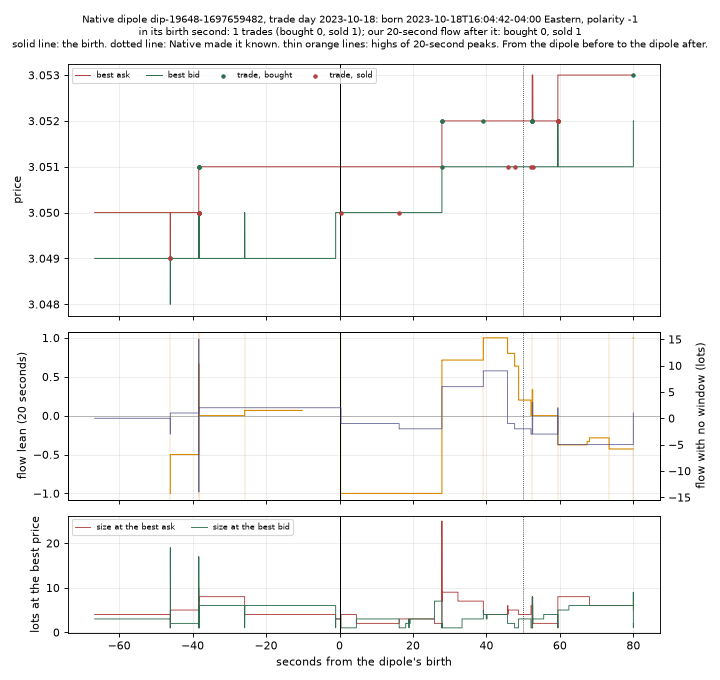 Native dipole dip-19648-1697659482, trade day 2023-10-18: born 2023-10-18T16:04:42-04:00 Eastern, polarity -1
in its birth second: 1 trades (bought 0, sold 1); our 20-second flow after it: bought 0, sold 1
solid line: the birth. dotted line: Native made it known. thin orange lines: highs of 20-second peaks. From the dipole before to the dipole after.
best ask best bid trade, bought trade, sold
3.053
3.052
3.051
3.050
3.049
3.048
price
1.0
0.5
0.0
−0.5
−1.0
flow lean (20 seconds)
15
10
5
0
−5
−10
−15
flow with no window (lots)
size at the best ask size at the best bid
20
10
0
lots at the best price
−60 −40 −20 0 20 40 60 80
seconds from the dipole's birth